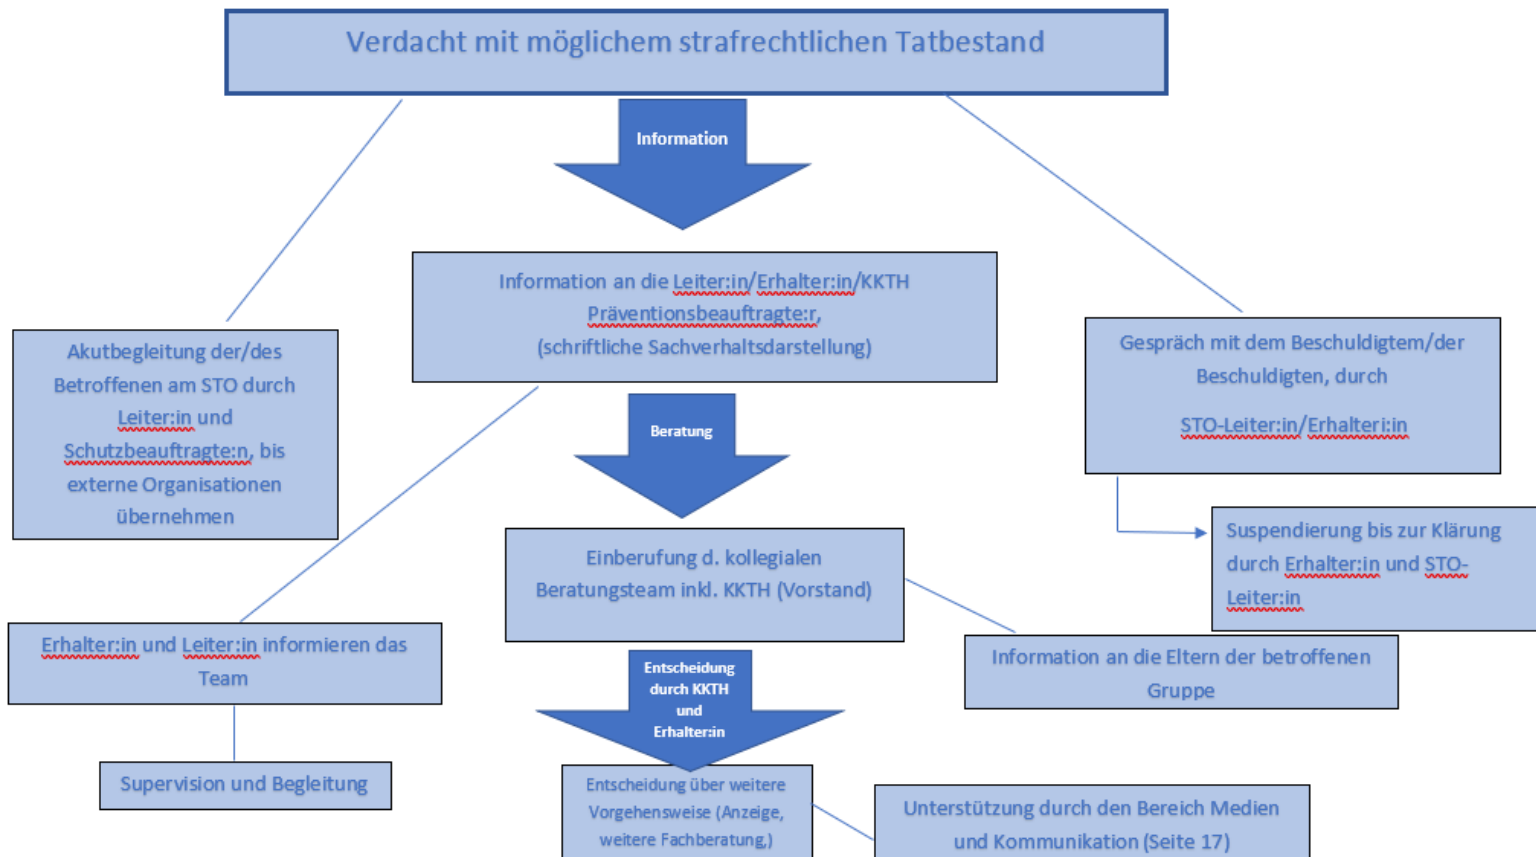 Verdacht mit möglichem strafrechtlichen Tatbestand
Information
Information an die Leiter:in/Erhalter:in/KKTH
Präventionsbeauftragte:r,
(schriftliche Sachverhaltsdarstellung)
Akutbegleitung der/des
Betroffenen am STO durch
Leiter:in und
Schutzbeauftragte:n, bis
externe Organisationen
übernehmen
Gespräch mit dem Beschuldigtem/der
Beschuldigten, durch
STO-Leiter:in/Erhalteri:in
Beratung
Suspendierung bis zur Klärung
durch Erhalter:in und STO-
Leiter:in
Einberufung d. kollegialen
Beratungsteam inkl. KKTH (Vorstand)
Erhalter:in und Leiter:in informieren das
Team
Information an die Eltern der betroffenen
Gruppe
Entscheidung
durch KKTH
und
Erhalter:in
Supervision und Begleitung
Entscheidung über weitere
Vorgehensweise (Anzeige,
weitere Fachberatung,)
Unterstützung durch den Bereich Medien
und Kommunikation (Seite 17)